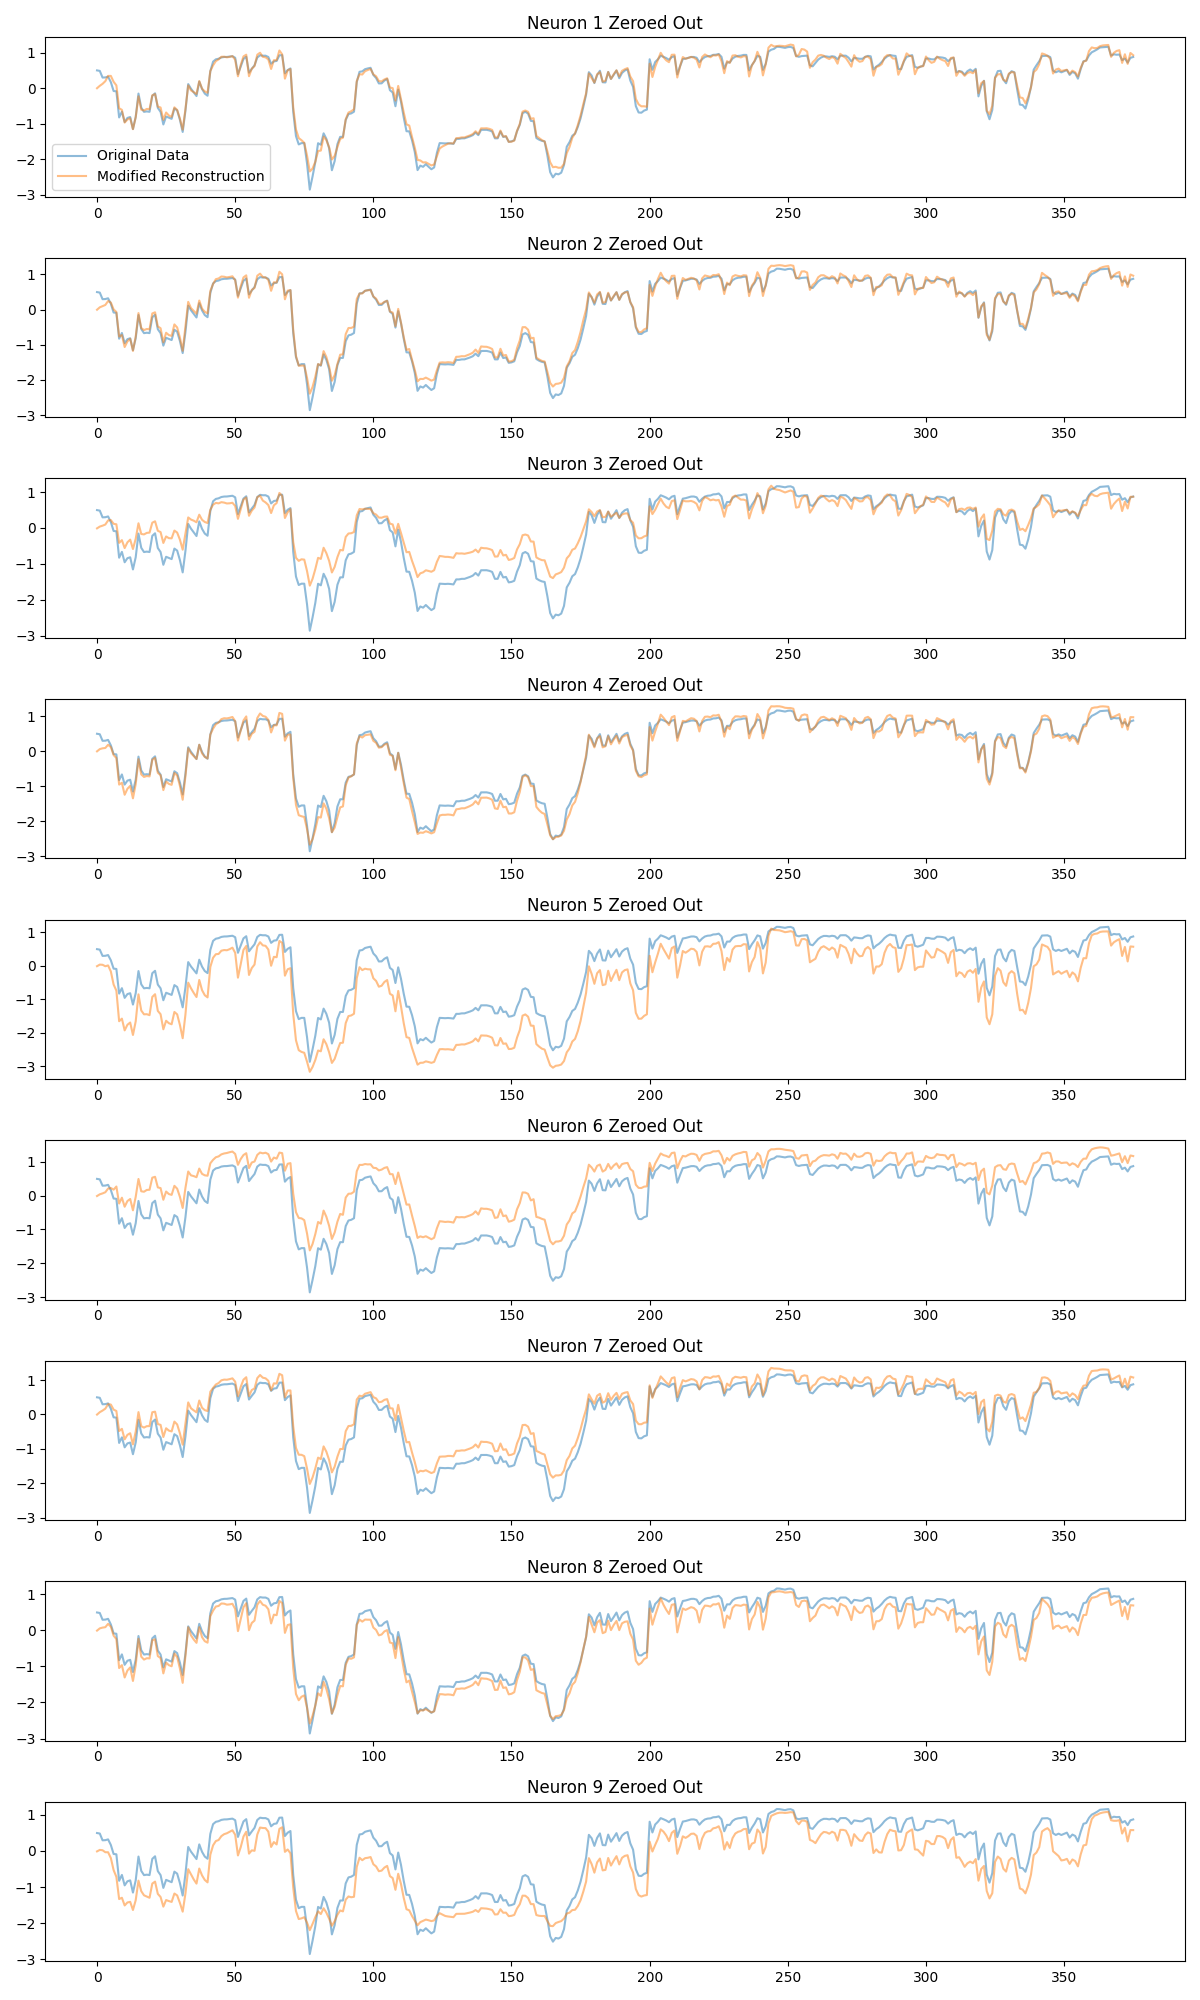 Neuron 1 Zeroed Out
1
0
−1
−2
−3
Original Data
Modified Reconstruction
0 50 100 150 200 250 300 350
Neuron 2 Zeroed Out
1
0
−1
−2
−3
0 50 100 150 200 250 300 350
Neuron 3 Zeroed Out
1
0
−1
−2
−3
0 50 100 150 200 250 300 350
Neuron 4 Zeroed Out
1
0
−1
−2
−3
0 50 100 150 200 250 300 350
Neuron 5 Zeroed Out
1
0
−1
−2
−3
0 50 100 150 200 250 300 350
Neuron 6 Zeroed Out
1
0
−1
−2
−3
0 50 100 150 200 250 300 350
Neuron 7 Zeroed Out
1
0
−1
−2
−3
0 50 100 150 200 250 300 350
Neuron 8 Zeroed Out
1
0
−1
−2
−3
0 50 100 150 200 250 300 350
Neuron 9 Zeroed Out
1
0
−1
−2
−3
0 50 100 150 200 250 300 350